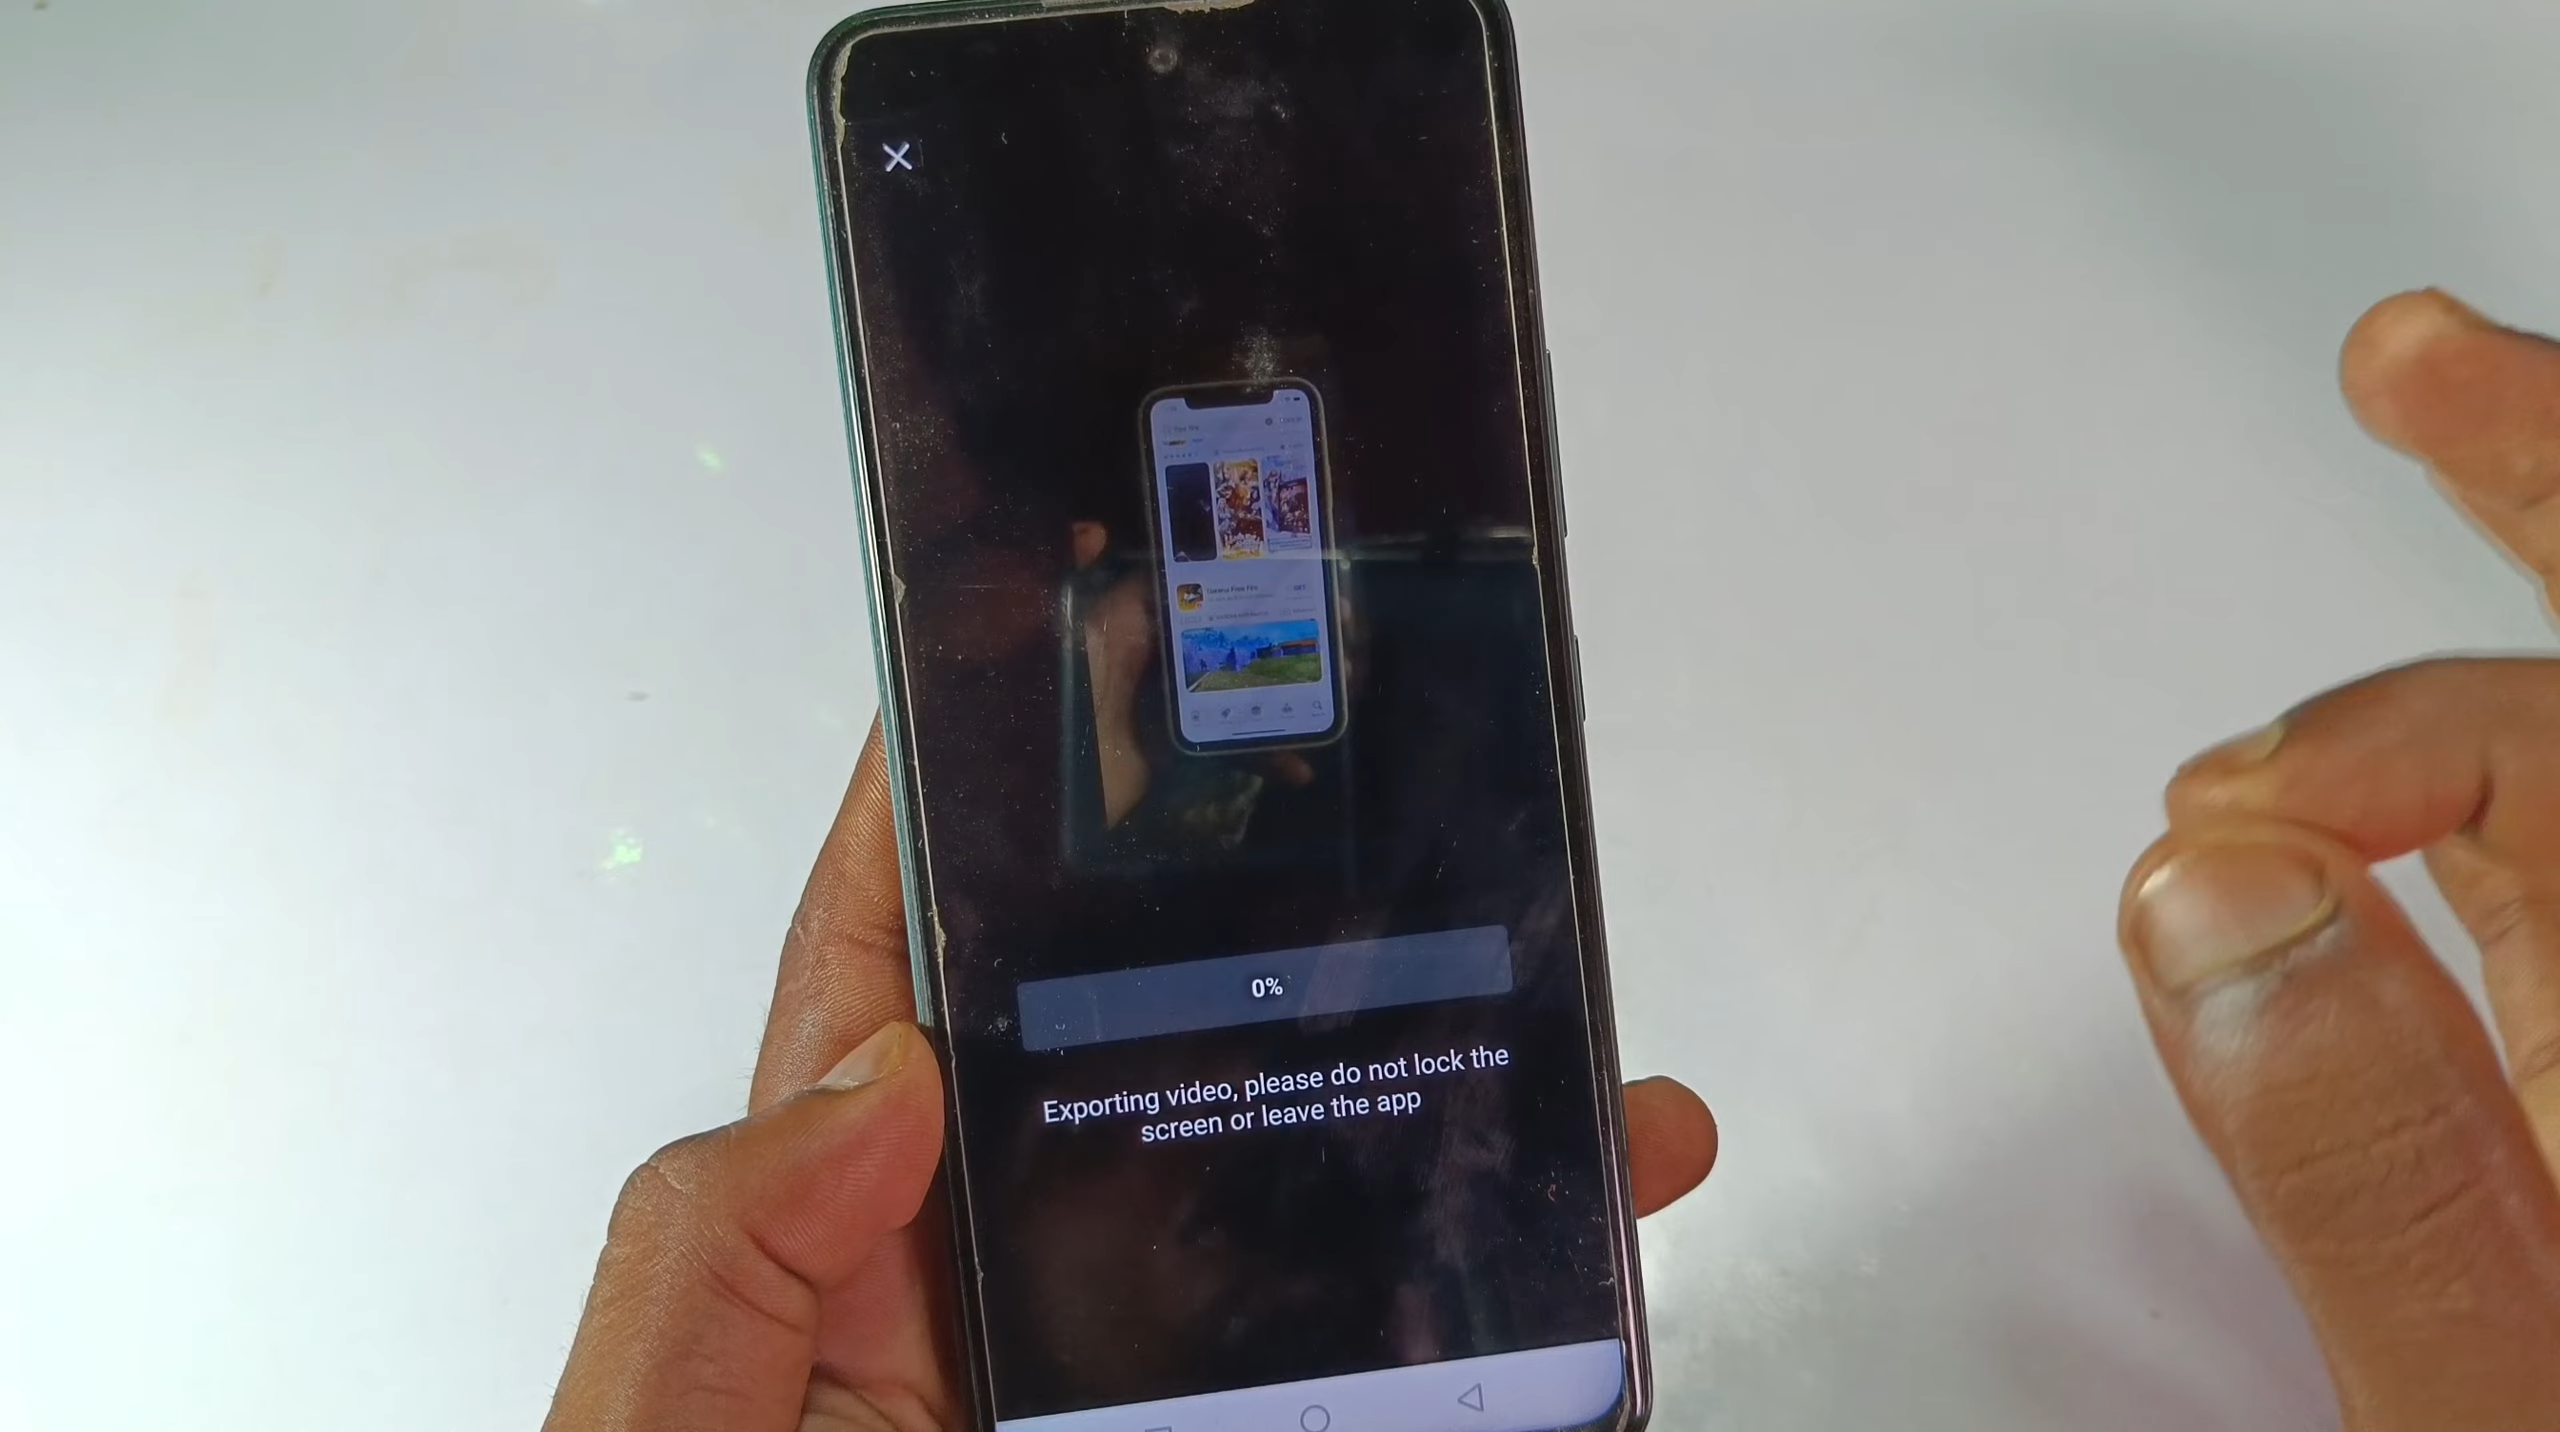 0%
Exporting video, please do not lock the
screen or leave the app